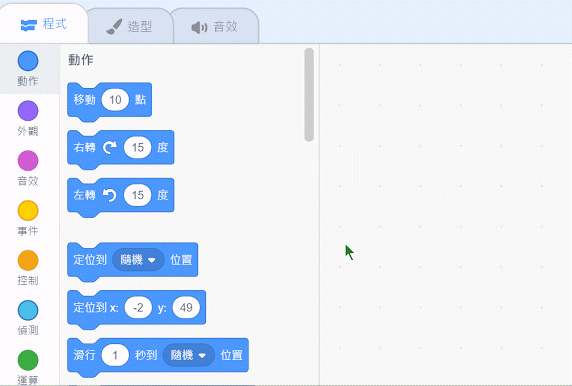 程式
造型
音效
動作
外觀
音效
事件
控制
偵測
運算
動作
移動 10 點
右轉 15 度
左轉 15 度
定位到 隨機 位置
定位到 x: -2 y: 49
滑行 1 秒到 隨機 位置